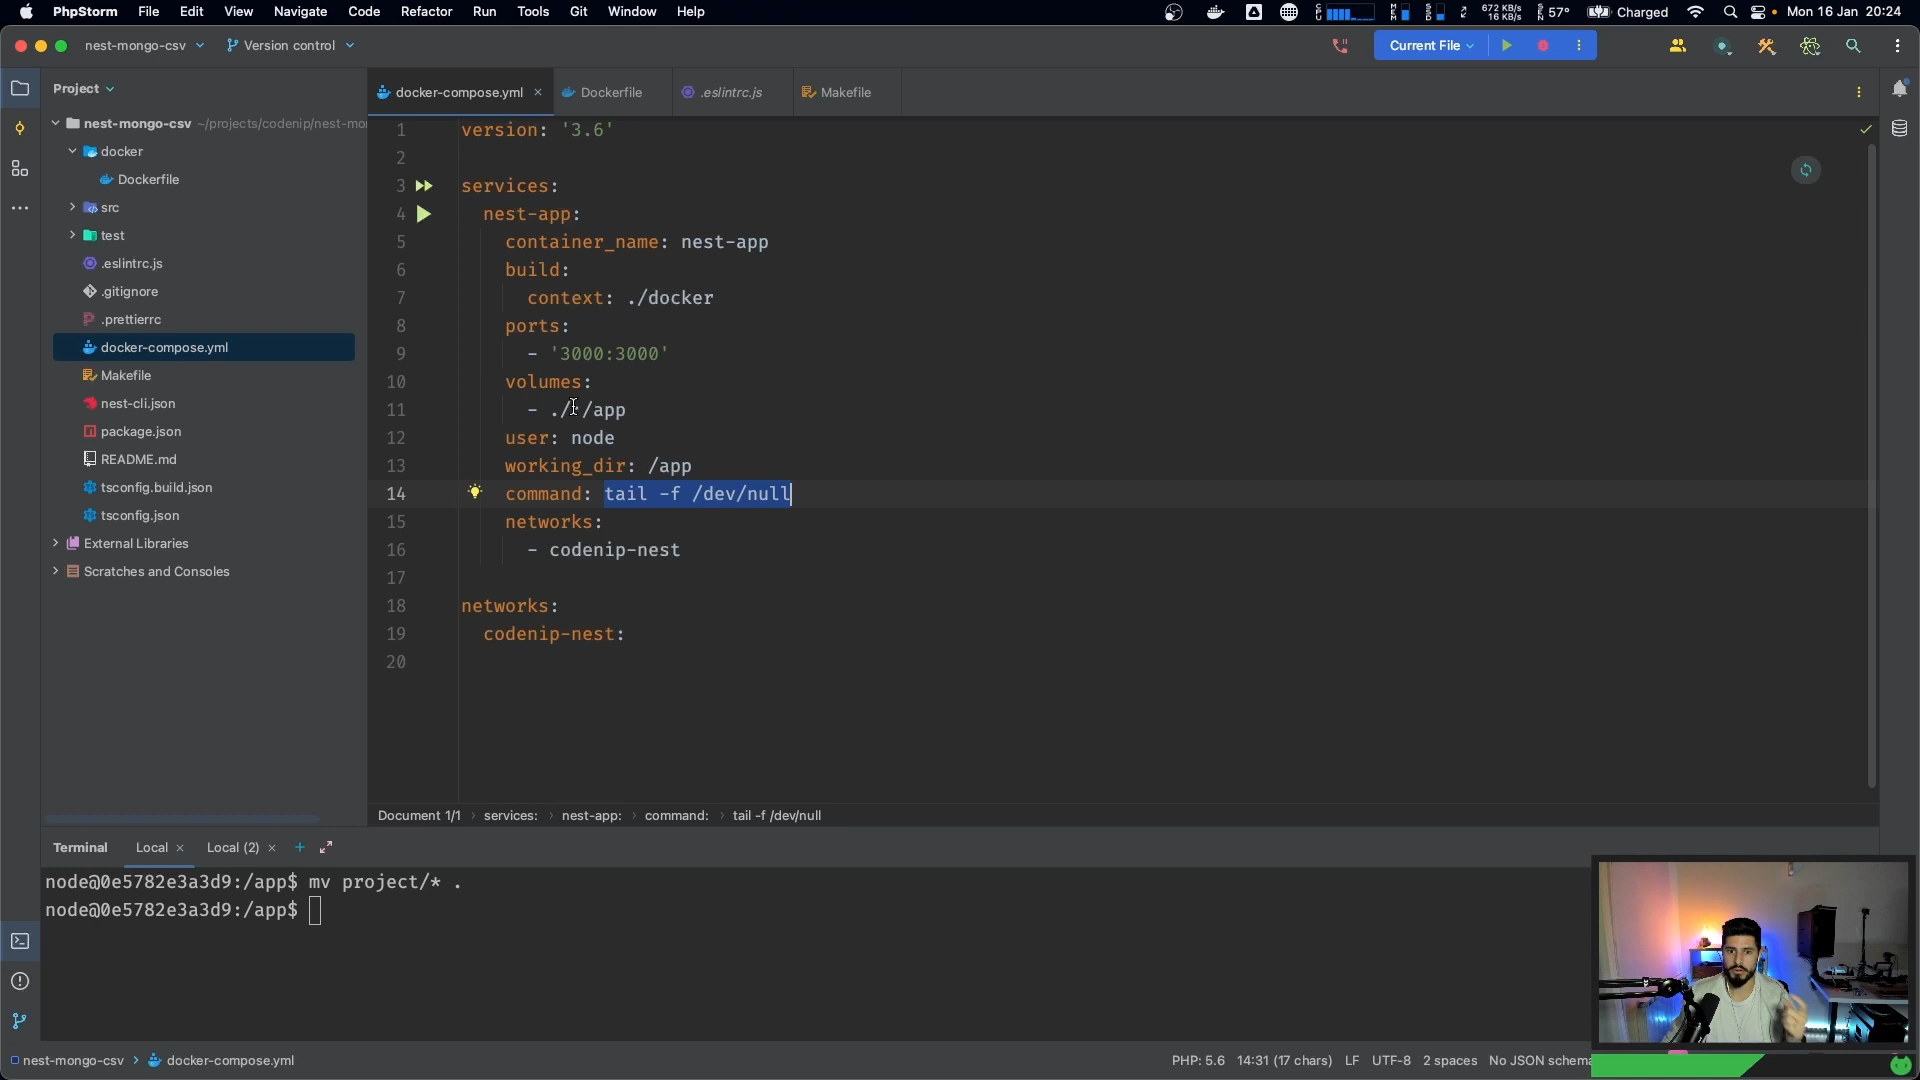 PhpStorm File Edit View Navigate Code Refactor Run Tools Git Window Help
672 KB/s
16 KB/s
57° Charged Mon 16 Jan 20:24
nest-mongo-csv Version control Current File
Project
docker-compose.yml Dockerfile .eslintrc.js Makefile
nest-mongo-csv ~/projects/codenip/nest-mo
docker
Dockerfile
src
test
.eslintrc.js
.gitignore
.prettierrc
docker-compose.yml
Makefile
nest-cli.json
package.json
README.md
tsconfig.build.json
tsconfig.json
External Libraries
Scratches and Consoles
1 version: '3.6'
2
3 services:
4 nest-app:
5 container_name: nest-app
6 build:
7 context: ./docker
8 ports:
9 - '3000:3000'
10 volumes:
11 - ./:/app
12 user: node
13 working_dir: /app
14 command: tail -f /dev/null
15 networks:
16 - codenip-nest
17
18 networks:
19 codenip-nest:
20
Document 1/1 services: nest-app: command: tail -f /dev/null
Terminal Local Local (2)
node@0e5782e3a3d9:/app$ mv project/* .
node@0e5782e3a3d9:/app$
nest-mongo-csv docker-compose.yml PHP: 5.6 14:31 (17 chars) LF UTF-8 2 spaces No JSON schema